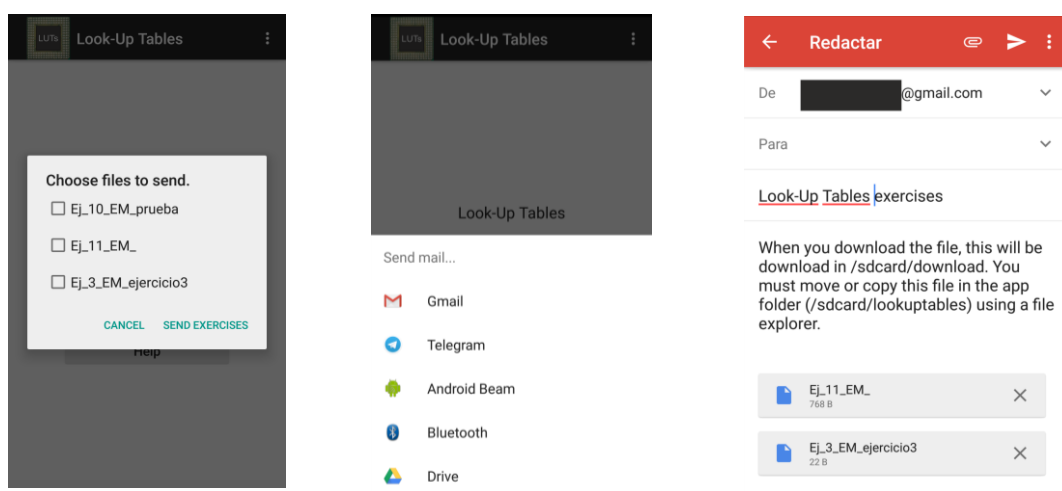 LUTs Look-Up Tables
Choose files to send.
Ej_10_EM_prueba
Ej_11_EM_
Ej_3_EM_ejercicio3
CANCEL SEND EXERCISES
Help
LUTs Look-Up Tables
Look-Up Tables
Send mail...
Gmail
Telegram
Android Beam
Bluetooth
Drive
Redactar
De @gmail.com
Para
Look-Up Tables exercises
When you download the file, this will be
download in /sdcard/download. You
must move or copy this file in the app
folder (/sdcard/lookuptables) using a file
explorer.
Ej_11_EM_
768 B
Ej_3_EM_ejercicio3
22 B